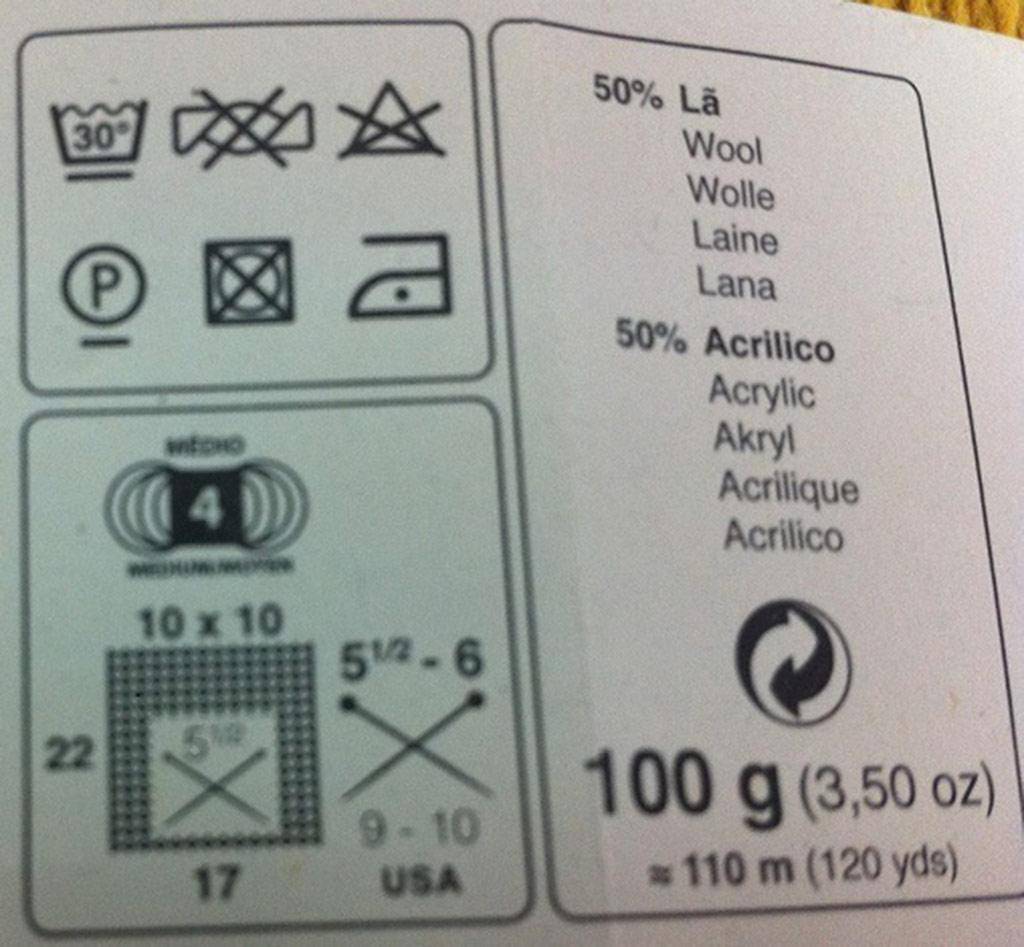 30°
P
MÉDIO
4
MEDIUM/MOYEN
10 x 10
22
5 1/2
17
5 1/2 - 6
9 - 10
USA
50% Lã
Wool
Wolle
Laine
Lana
50% Acrilico
Acrylic
Akryl
Acrilique
Acrilico
100 g (3,50 oz)
≈ 110 m (120 yds)